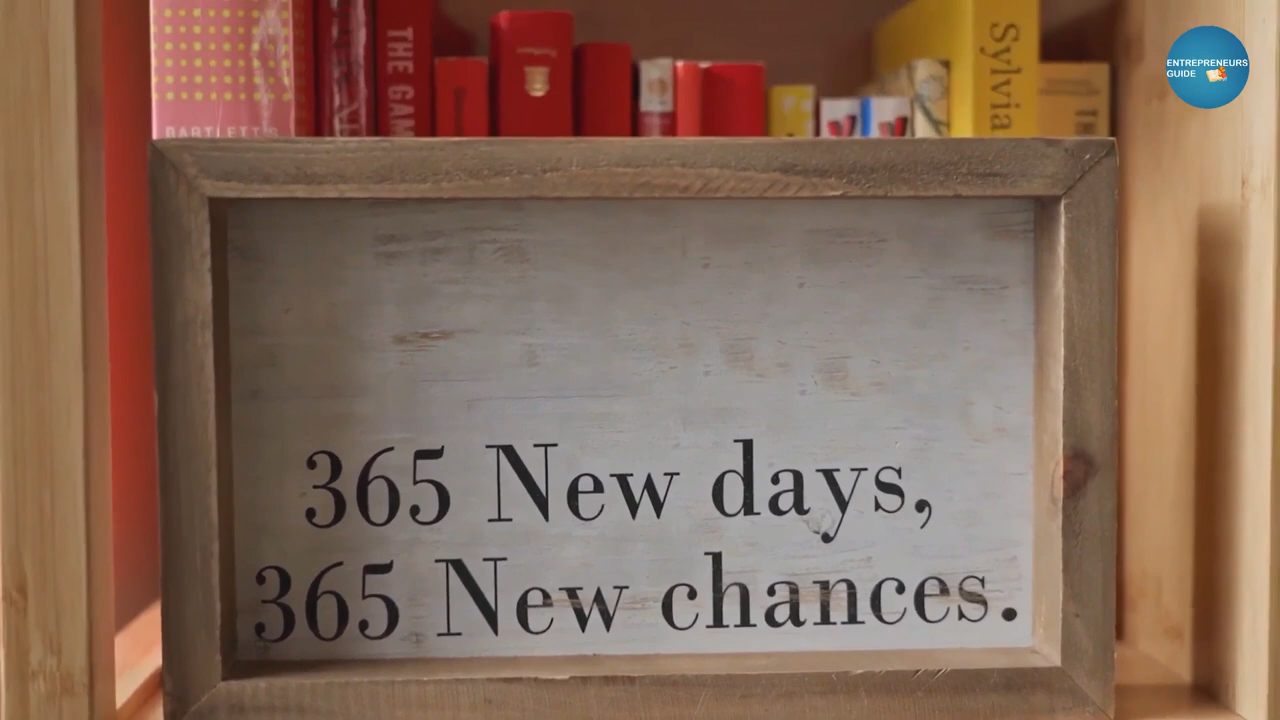 BARTLETT'S
THE GAM
Sylvia
ENTREPRENEURS
GUIDE
365 New days,
365 New chances.